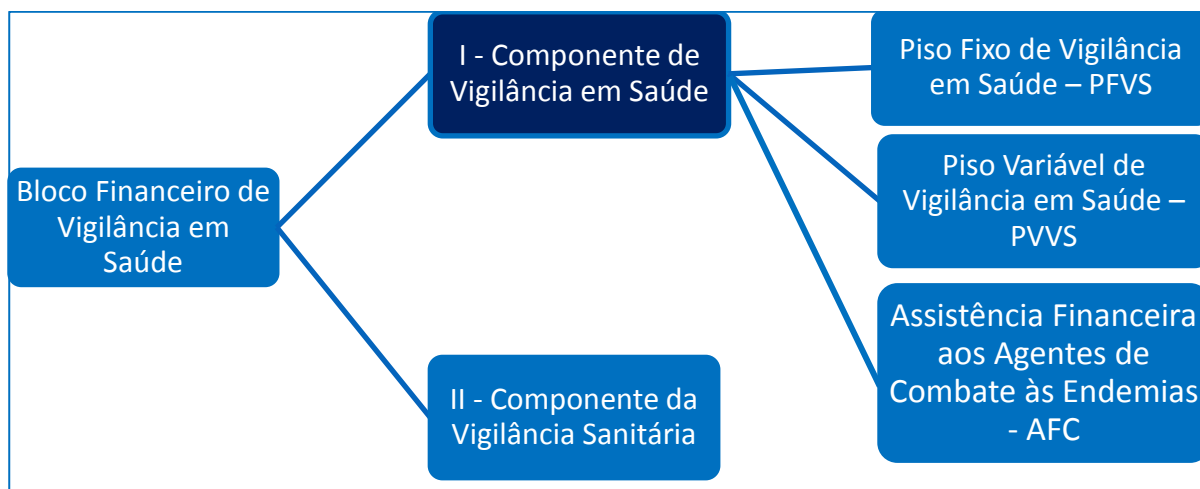 Bloco Financeiro de
Vigilância em
Saúde
I - Componente de
Vigilância em Saúde
II - Componente da
Vigilância Sanitária
Piso Fixo de Vigilância
em Saúde – PFVS
Piso Variável de
Vigilância em Saúde –
PVVS
Assistência Financeira
aos Agentes de
Combate às Endemias
- AFC